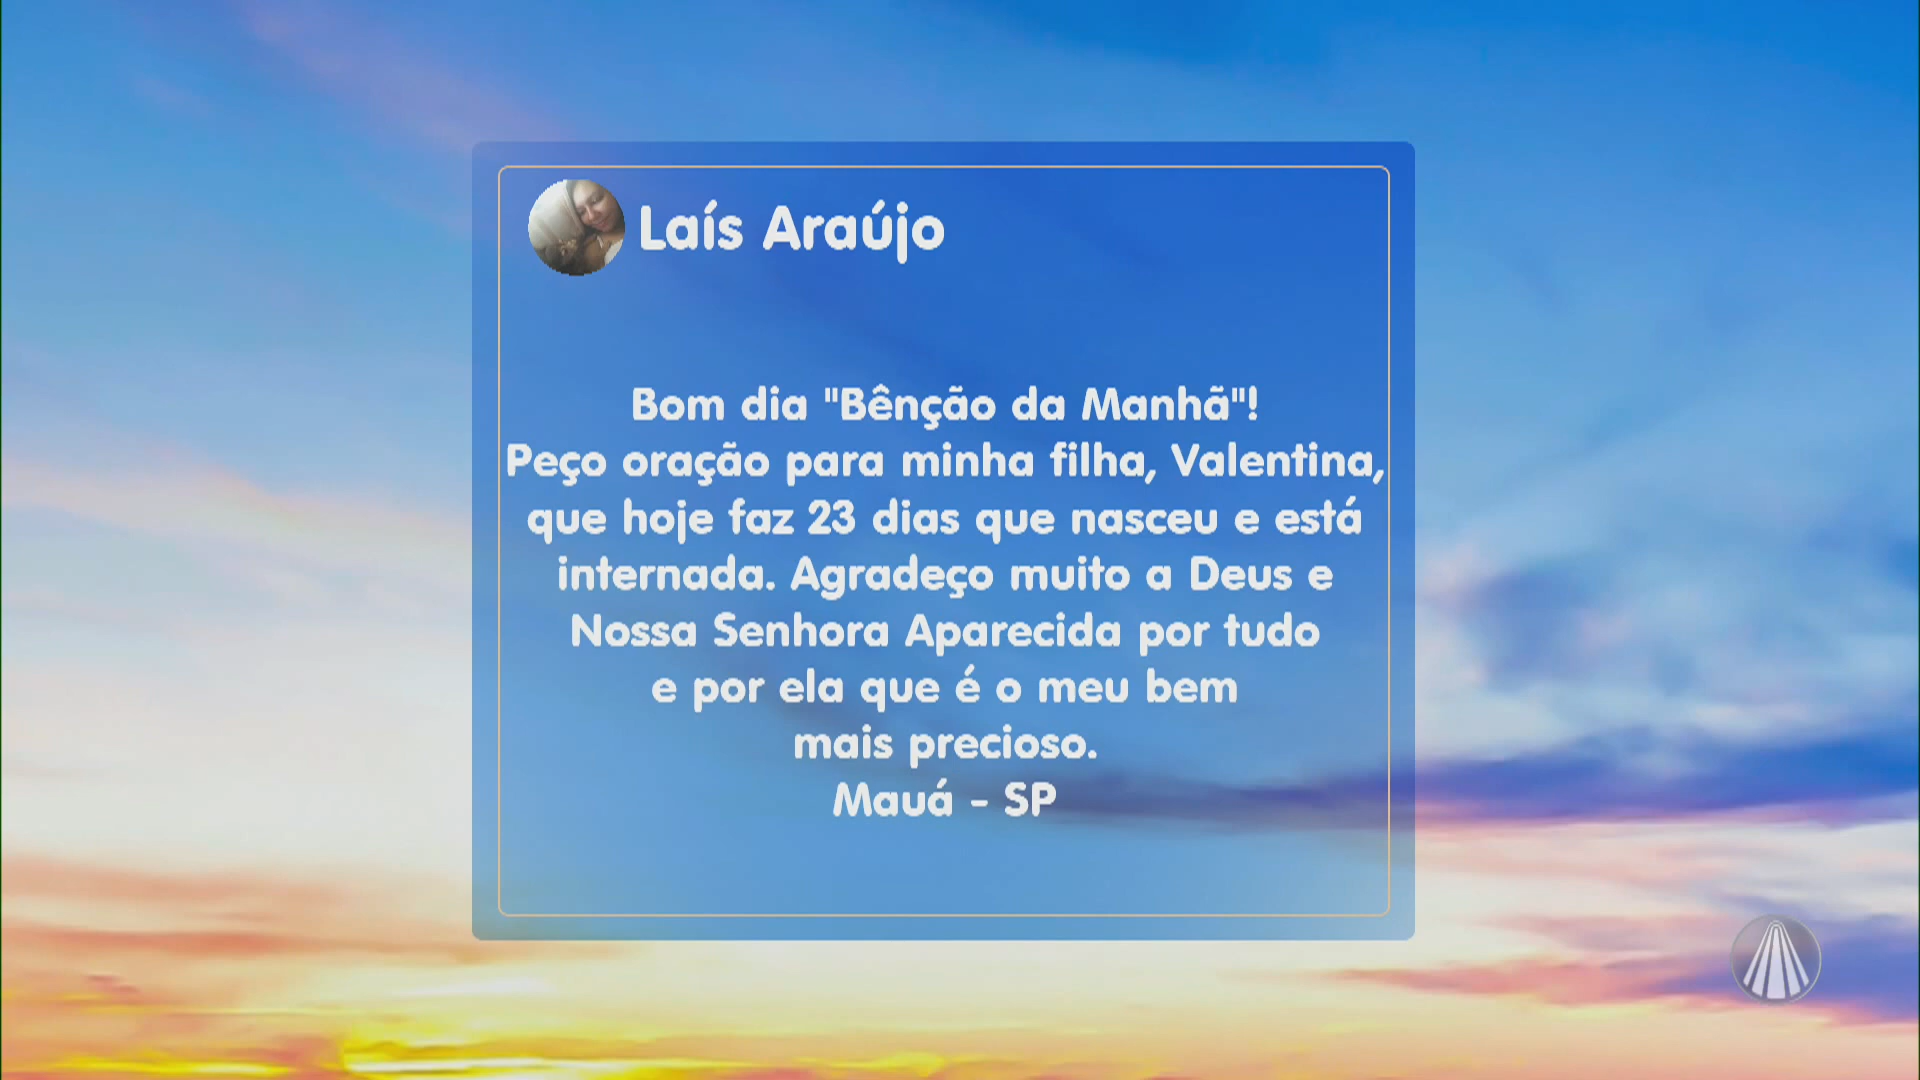 Laís Araújo
Bom dia "Bênção da Manhã"!
Peço oração para minha filha, Valentina,
que hoje faz 23 dias que nasceu e está
internada. Agradeço muito a Deus e
Nossa Senhora Aparecida por tudo
e por ela que é o meu bem
mais precioso.
Mauá - SP